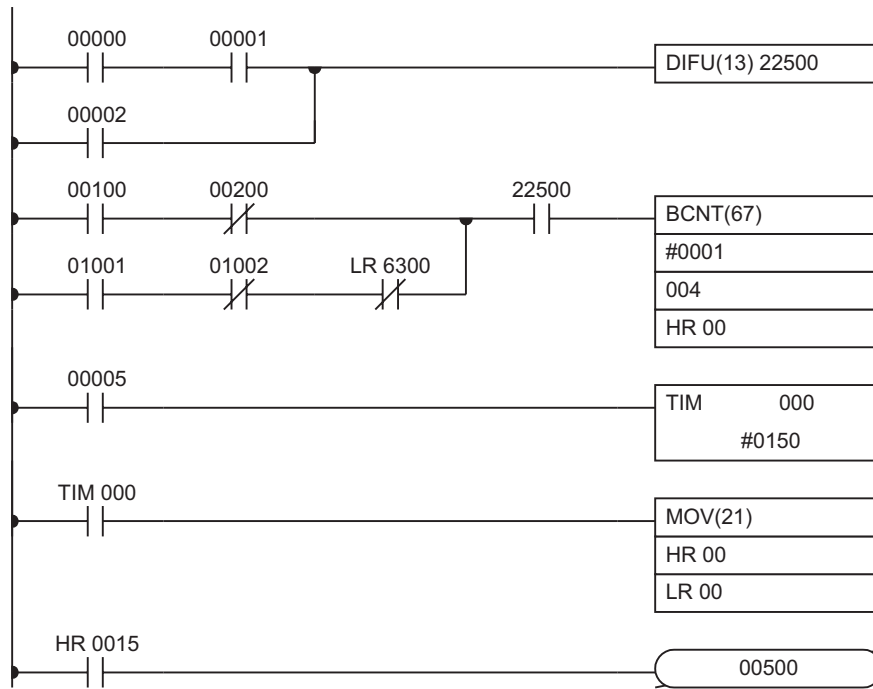 00000 00001
DIFU(13) 22500
00002
00100 00200 22500
BCNT(67)
#0001
01001 01002 LR 6300
004
HR 00
00005
TIM 000
#0150
TIM 000
MOV(21)
HR 00
LR 00
HR 0015
00500